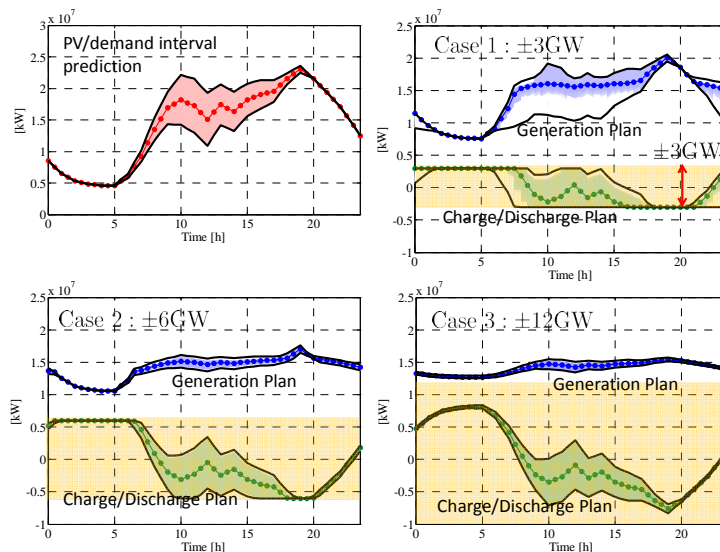 x 10^7
3
2.5
2
1.5
1
0.5
0
[kW]
PV/demand interval
prediction
0 5 10 15 20
Time [h]
x 10^7
2.5
2
1.5
1
0.5
0
-0.5
-1
[kW]
Case 1 : ±3GW
Generation Plan
±3GW
Charge/Discharge Plan
0 5 10 15 20
Time [h]
x 10^7
2.5
2
1.5
1
0.5
0
-0.5
-1
[kW]
Case 2 : ±6GW
Generation Plan
Charge/Discharge Plan
0 5 10 15 20
Time [h]
x 10^7
2.5
2
1.5
1
0.5
0
-0.5
-1
[kW]
Case 3 : ±12GW
Generation Plan
Charge/Discharge Plan
0 5 10 15 20
Time [h]